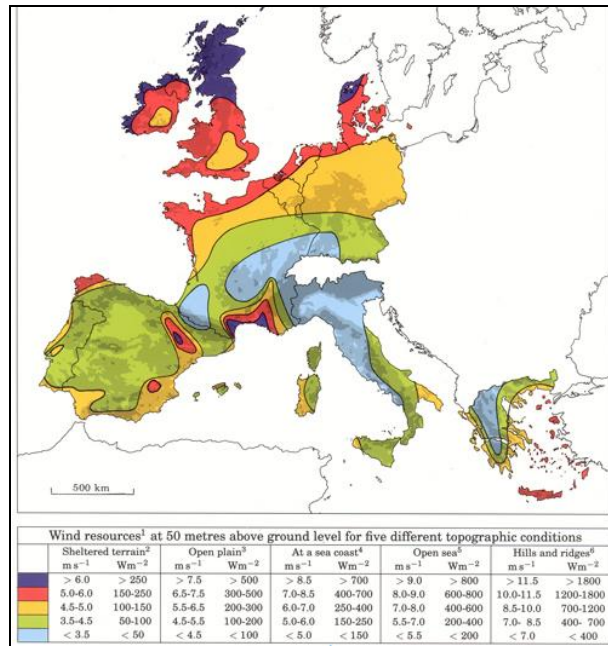 500 km
Wind resources¹ at 50 metres above ground level for five different topographic conditions
Sheltered terrain² Open plain³ At a sea coast⁴ Open sea⁵ Hills and ridges⁶
m s⁻¹ Wm⁻² m s⁻¹ Wm⁻² m s⁻¹ Wm⁻² m s⁻¹ Wm⁻² m s⁻¹ Wm⁻²
> 6.0 > 250 > 7.5 > 500 > 8.5 > 700 > 9.0 > 800 > 11.5 > 1800
5.0-6.0 150-250 6.5-7.5 300-500 7.0-8.5 400-700 8.0-9.0 600-800 10.0-11.5 1200-1800
4.5-5.0 100-150 5.5-6.5 200-300 6.0-7.0 250-400 7.0-8.0 400-600 8.5-10.0 700-1200
3.5-4.5 50-100 4.5-5.5 100-200 5.0-6.0 150-250 5.5-7.0 200-400 7.0- 8.5 400- 700
< 3.5 < 50 < 4.5 < 100 < 5.0 < 150 < 5.5 < 200 < 7.0 < 400